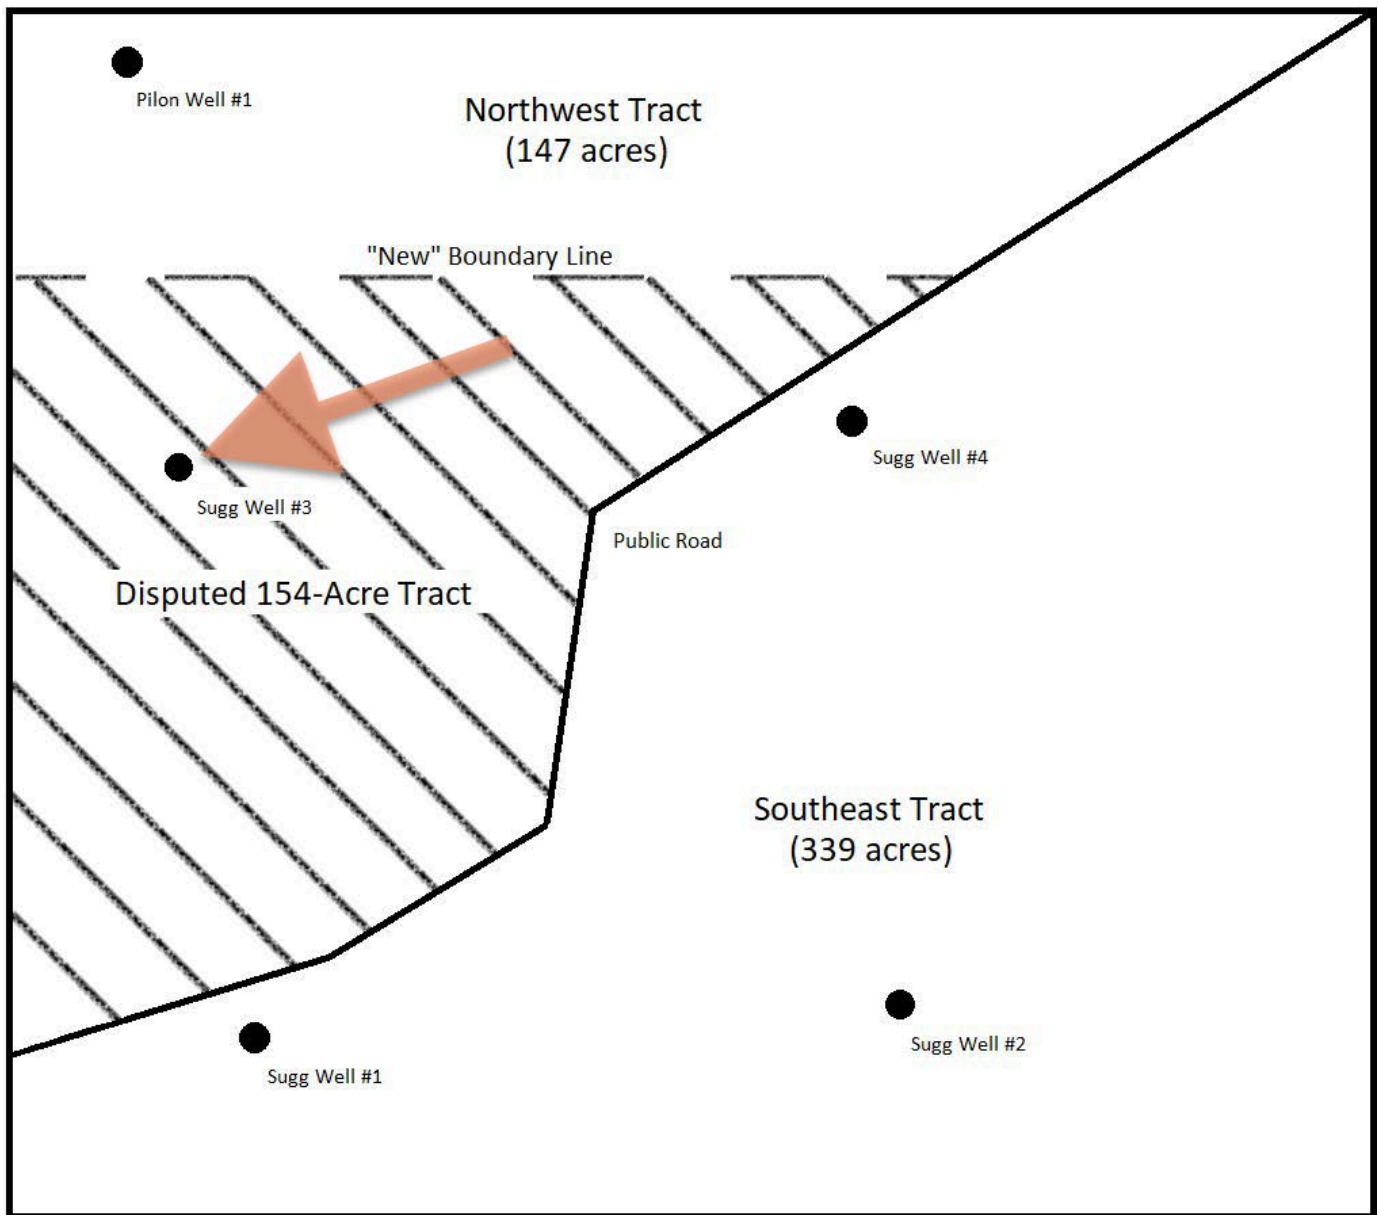 Pilon Well #1
Northwest Tract
(147 acres)
"New" Boundary Line
Sugg Well #4
Sugg Well #3
Public Road
Disputed 154-Acre Tract
Southeast Tract
(339 acres)
Sugg Well #2
Sugg Well #1